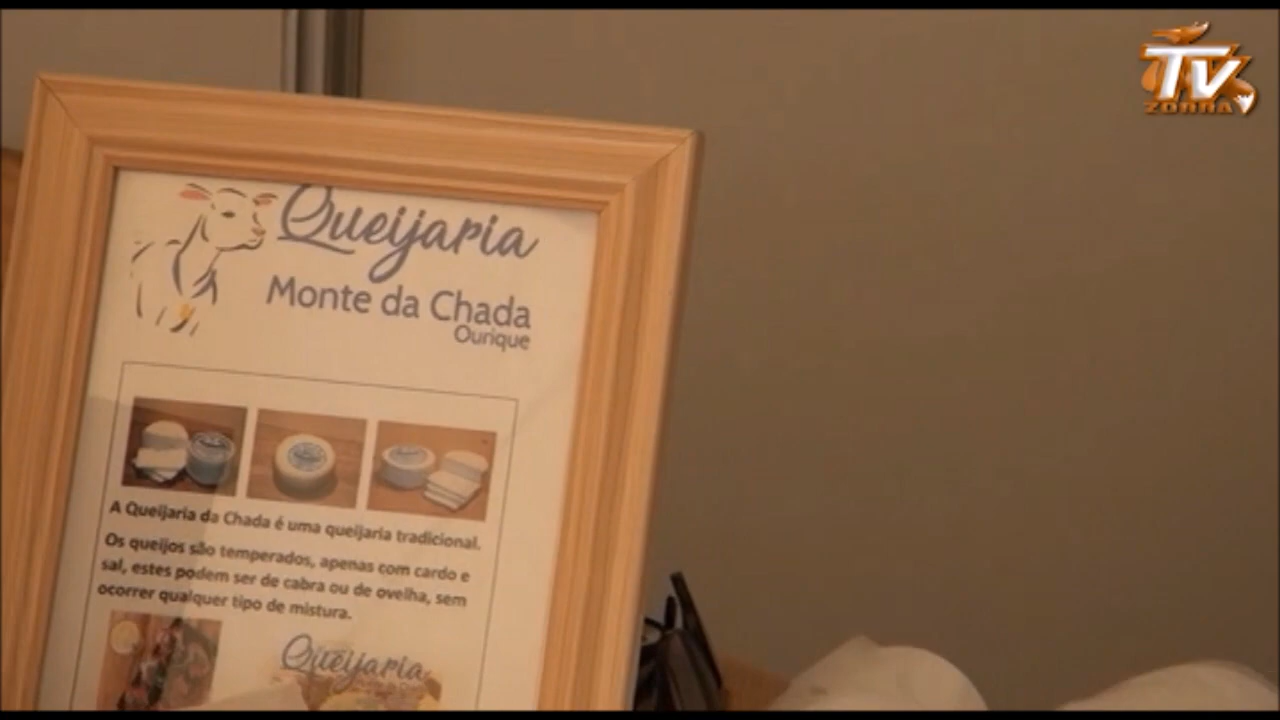 TV
ZORRA
Queijaria
Monte da Chada
Ourique
A Queijaria da Chada é uma queijaria tradicional.
Os queijos são temperados, apenas com cardo e
sal, estes podem ser de cabra ou de ovelha, sem
ocorrer qualquer tipo de mistura.
Queijaria